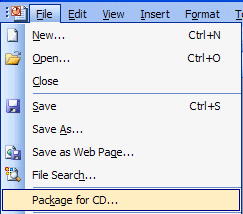 File Edit View Insert Format
New... Ctrl+N
Open... Ctrl+O
Close
Save Ctrl+S
Save As...
Save as Web Page...
File Search...
Package for CD...